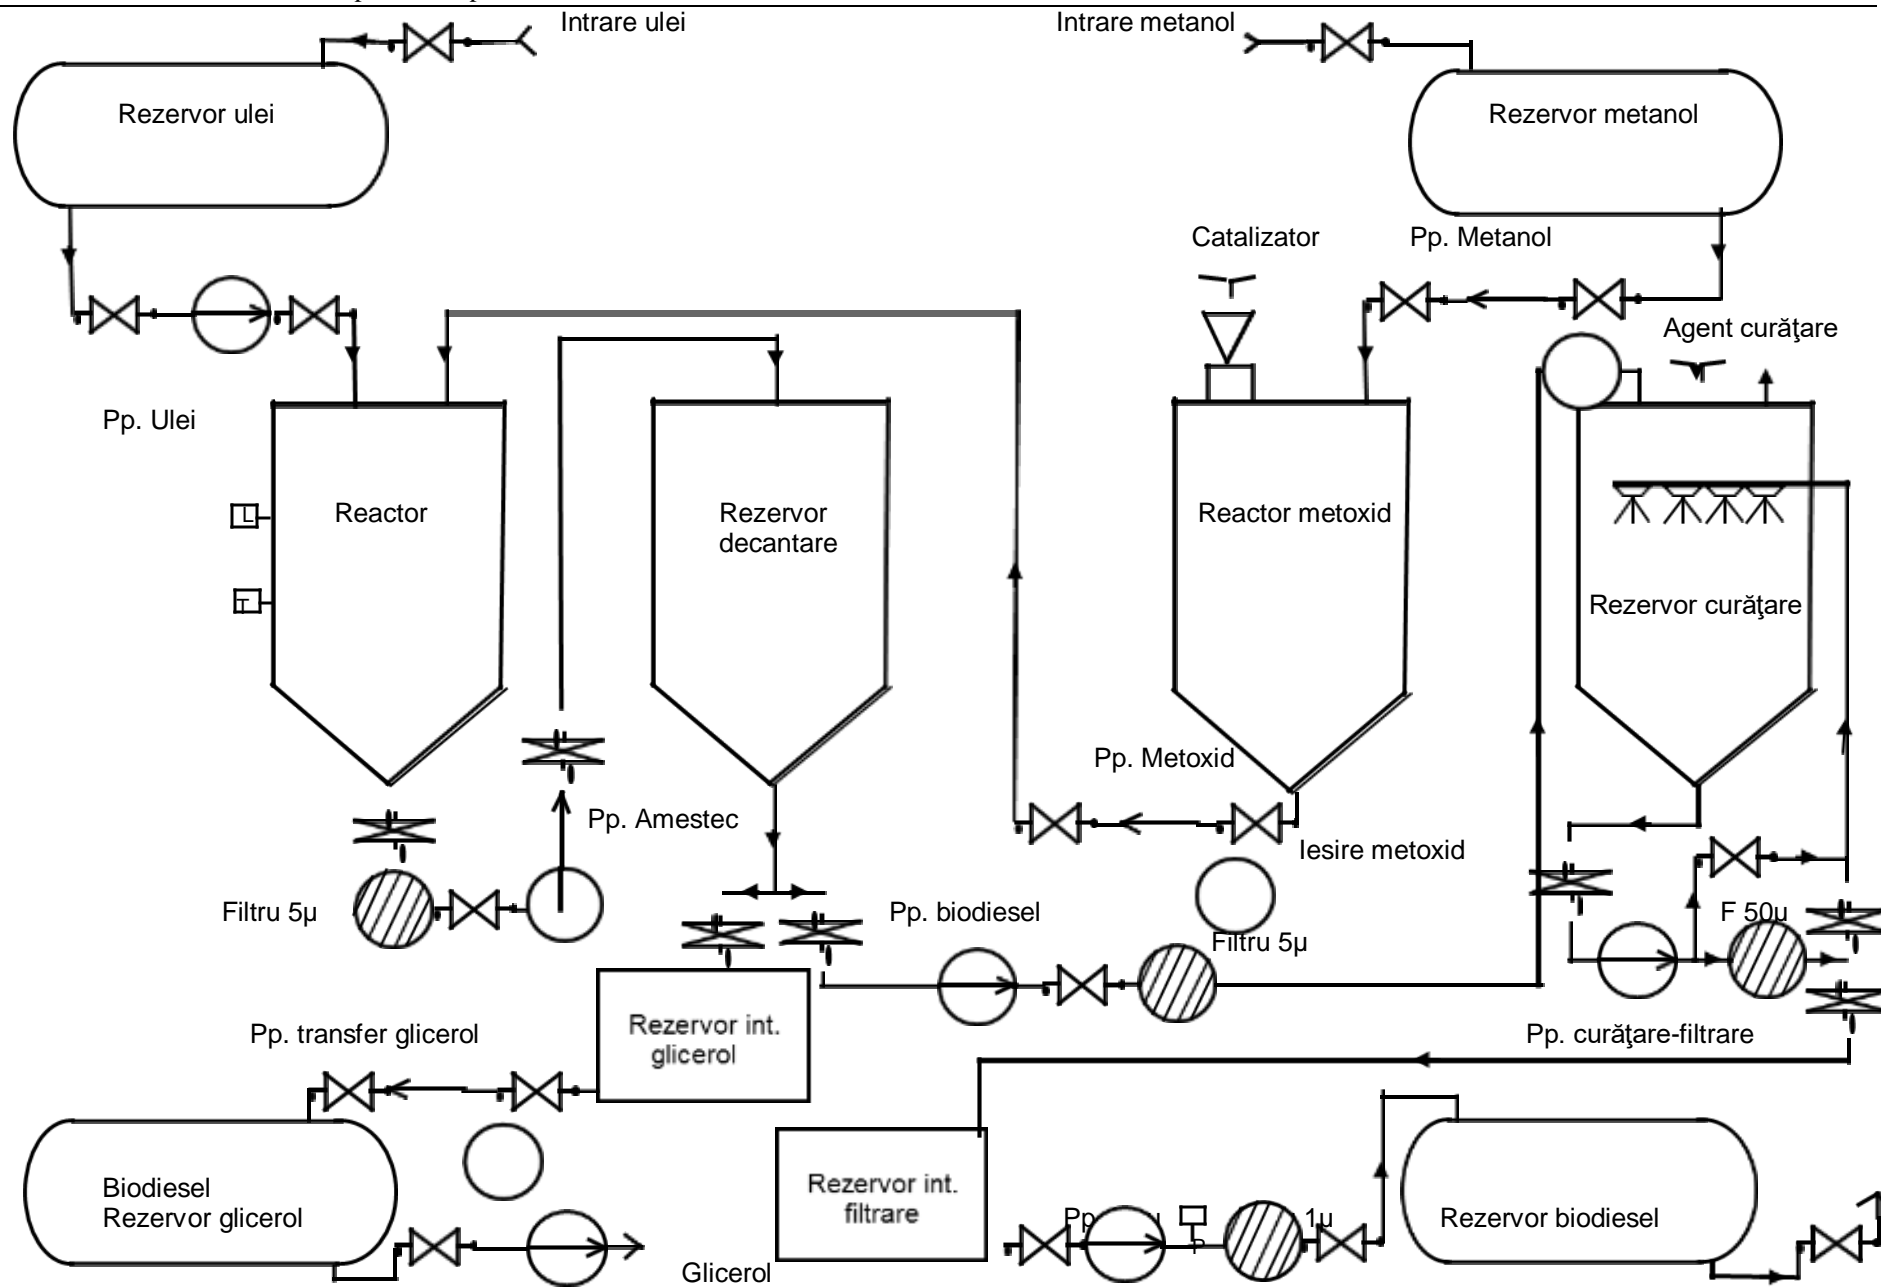 Intrare ulei
Intrare metanol
Rezervor ulei
Rezervor metanol
Catalizator
Pp. Metanol
Agent curăţare
Pp. Ulei
L
Reactor
Rezervor
decantare
Reactor metoxid
T
Rezervor curăţare
Pp. Metoxid
Pp. Amestec
Iesire metoxid
Filtru 5µ
Pp. biodiesel
F 50µ
Filtru 5µ
Rezervor int.
glicerol
Pp. transfer glicerol
Pp. curăţare-filtrare
Biodiesel
Rezervor glicerol
Rezervor int.
filtrare
Pp
1µ
P
Rezervor biodiesel
Glicerol